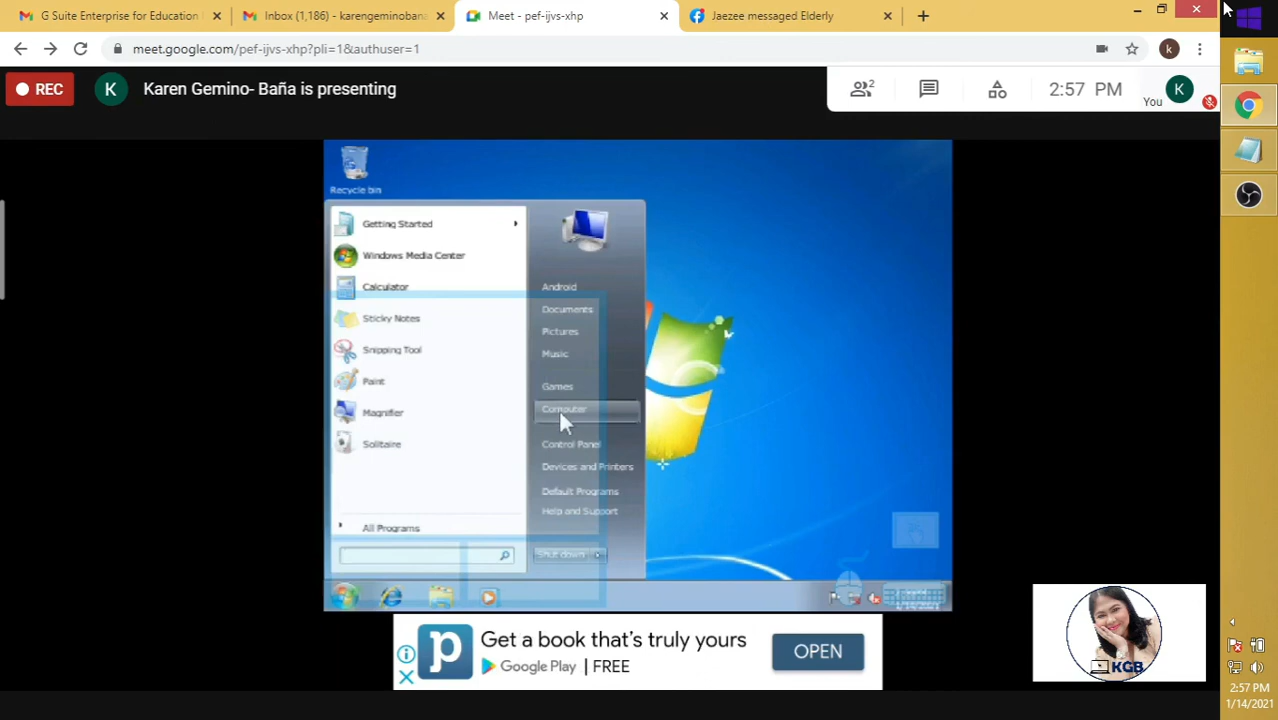 G Suite Enterprise for Education
Inbox (1,186) - karengeminobana
Meet - pef-ijvs-xhp
Jaezee messaged Elderly
meet.google.com/pef-ijvs-xhp?pli=1&authuser=1
k
REC
K
Karen Gemino- Baña is presenting
2
2:57 PM
You
K
Recycle bin
Getting Started
Windows Media Center
Calculator
Sticky Notes
Snipping Tool
Paint
Magnifier
Solitaire
All Programs
Android
Documents
Pictures
Music
Games
Computer
Control Panel
Devices and Printers
Default Programs
Help and Support
Shut down
p
Get a book that's truly yours
Google Play | FREE
OPEN
KGB
2:57 PM
1/14/2021